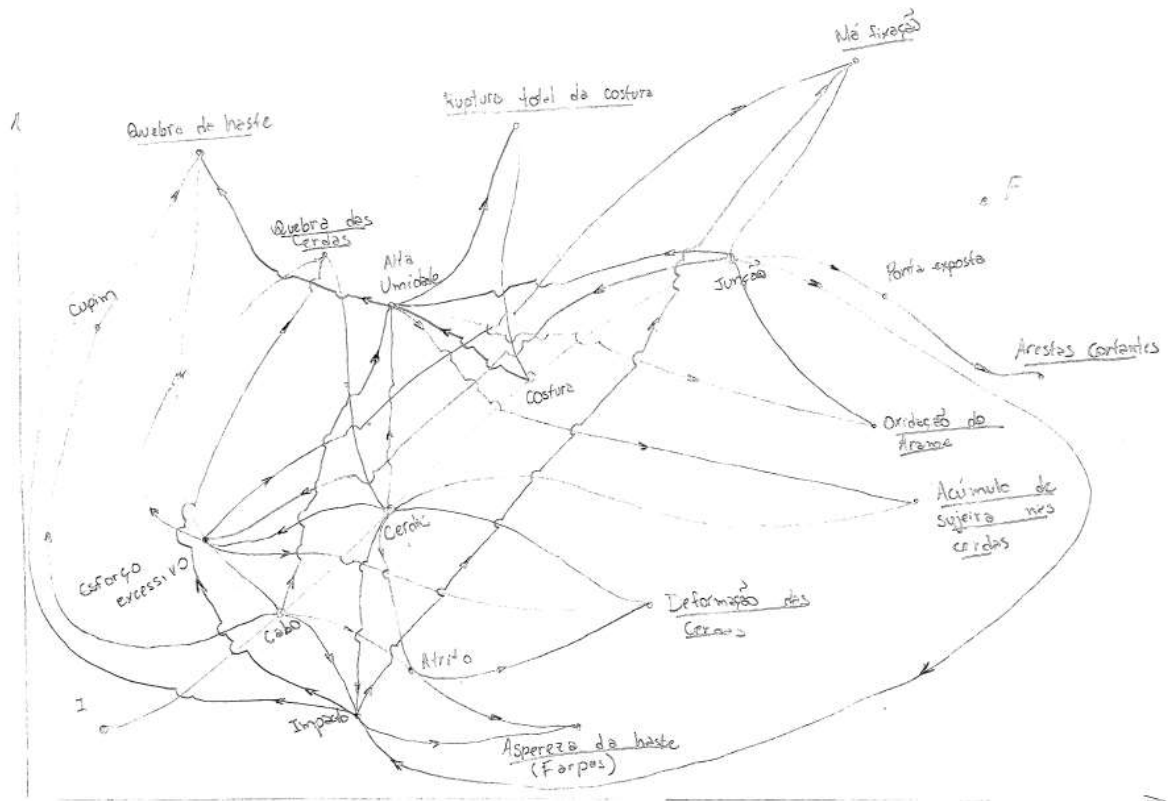 Má fixação
Ruptura total da costura
Quebra de haste
F
Quebra das
Cerdas
Alta
Umidade
Junção
Ponta exposta
Cupim
Arestas Cortantes
Costura
Oxidação do
Arame
Acúmulo de
sujeira nas
cerdas
Esforço
excessivo
Deformação das
Cerdas
Cabo
Atrito
I
Impacto
Aspereza da haste
(Farpas)